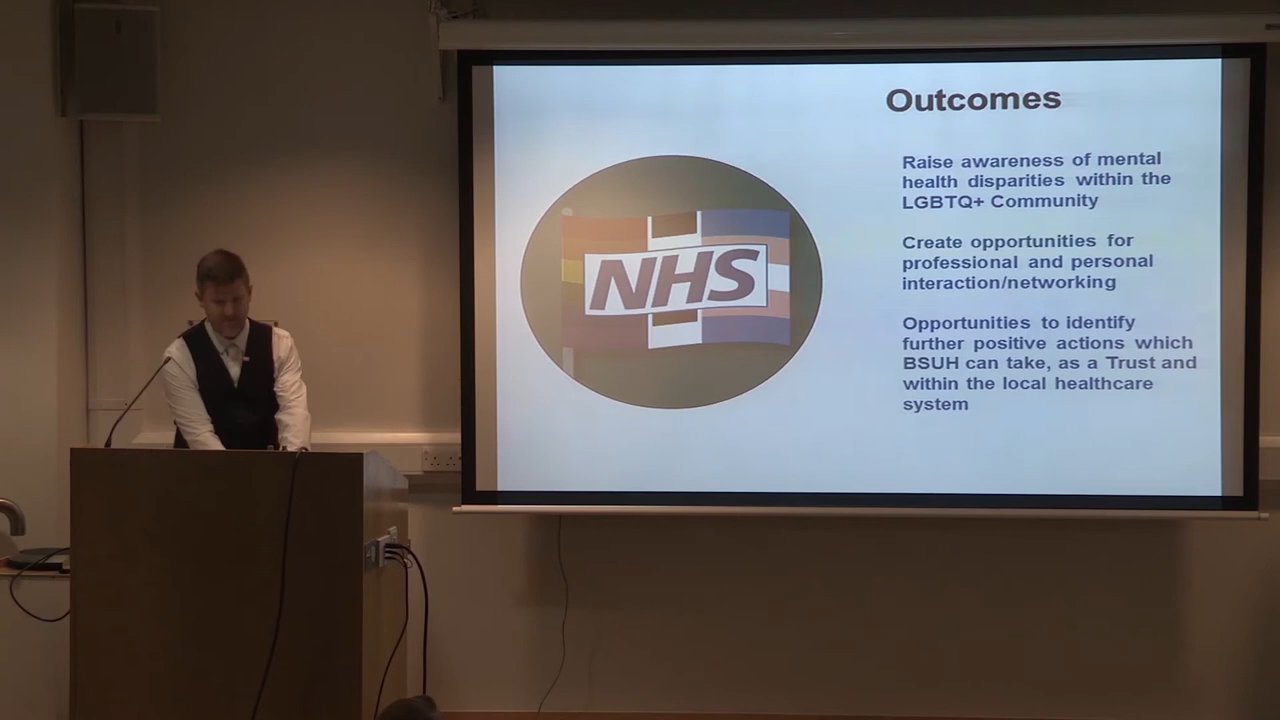 Outcomes
Raise awareness of mental
health disparities within the
LGBTQ+ Community
Create opportunities for
professional and personal
interaction/networking
Opportunities to identify
further positive actions which
BSUH can take, as a Trust and
within the local healthcare
system
NHS